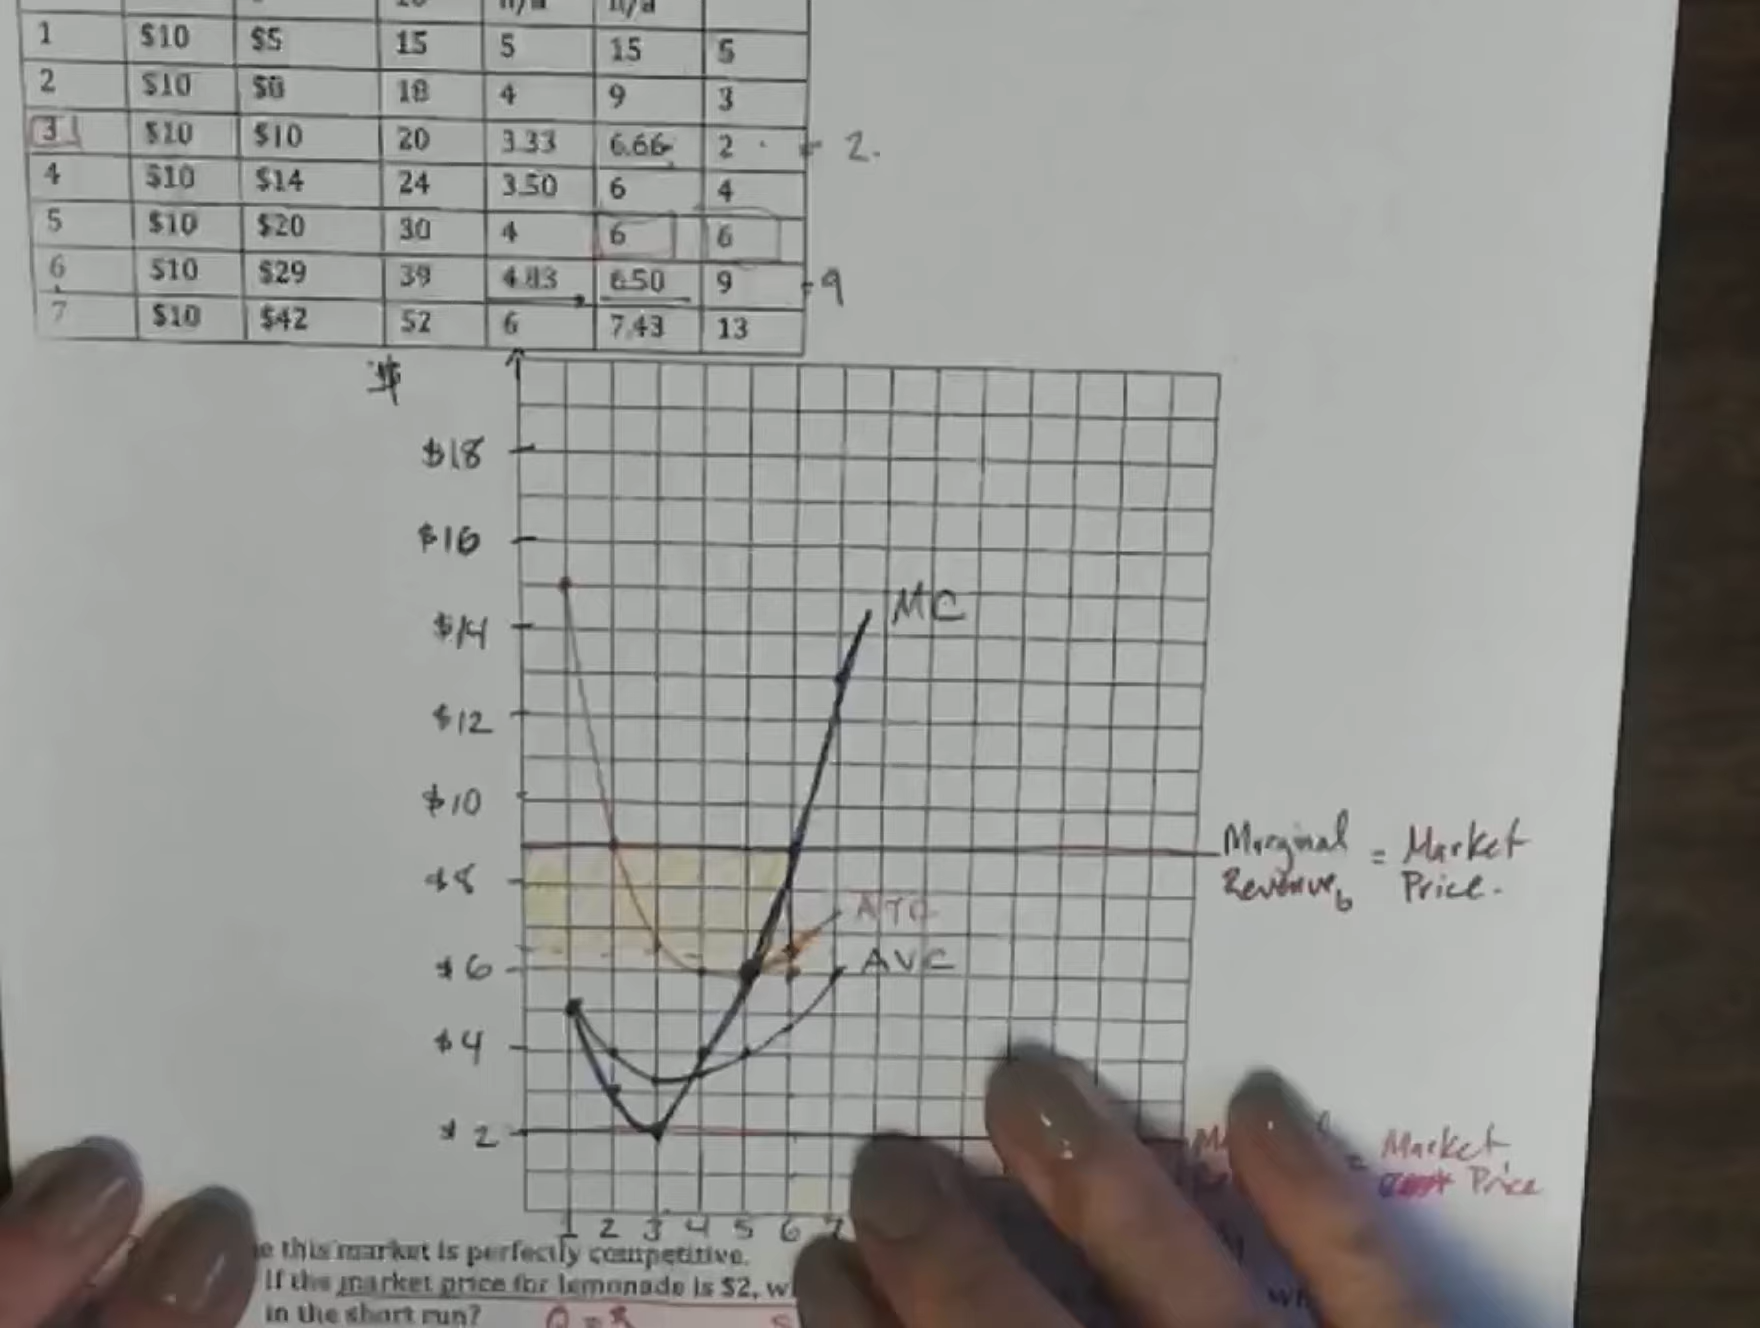 1 $10 $5 15 5 15 5
2 $10 $8 18 4 9 3
3 $10 $10 20 3.33 6.66 2 2.
4 $10 $14 24 3.50 6 4
5 $10 $20 30 4 6 6
6 $10 $29 39 4.83 6.50 9 9
7 $10 $42 52 6 7.43 13
$
$18
$16
MC
$14
$12
$10
Marginal = Market
$8
Revenue Price.
ATC
$6
AVC
$4
$2
Market
Price
1 2 3 4 5 6 7
this market is perfectly competitive.
If the market price for lemonade is $2,
in the short run?